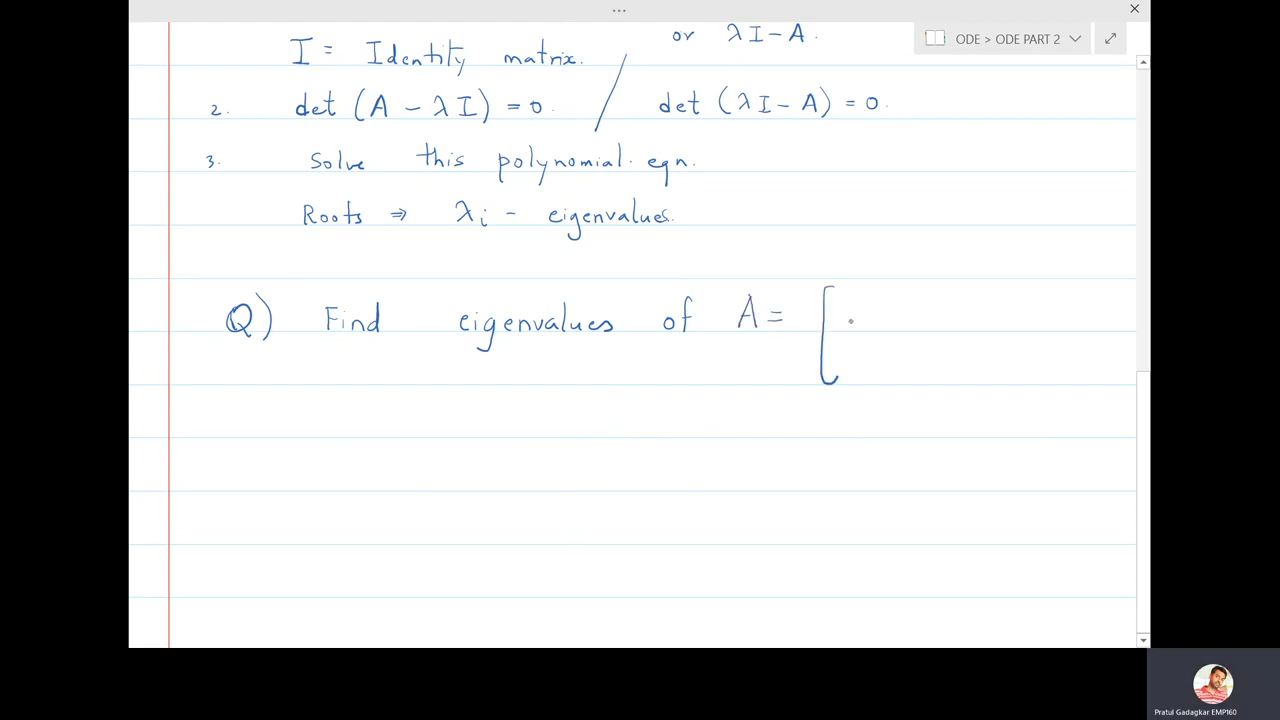 ...
ODE > ODE PART 2
or λI-A.
I = Identity matrix.
2. det (A - λI) = 0. / det (λI - A) = 0.
3. Solve this polynomial eqn.
Roots ⇒ λi - eigenvalues.
Q) Find eigenvalues of A = [
Pratul Gadagkar EMP160